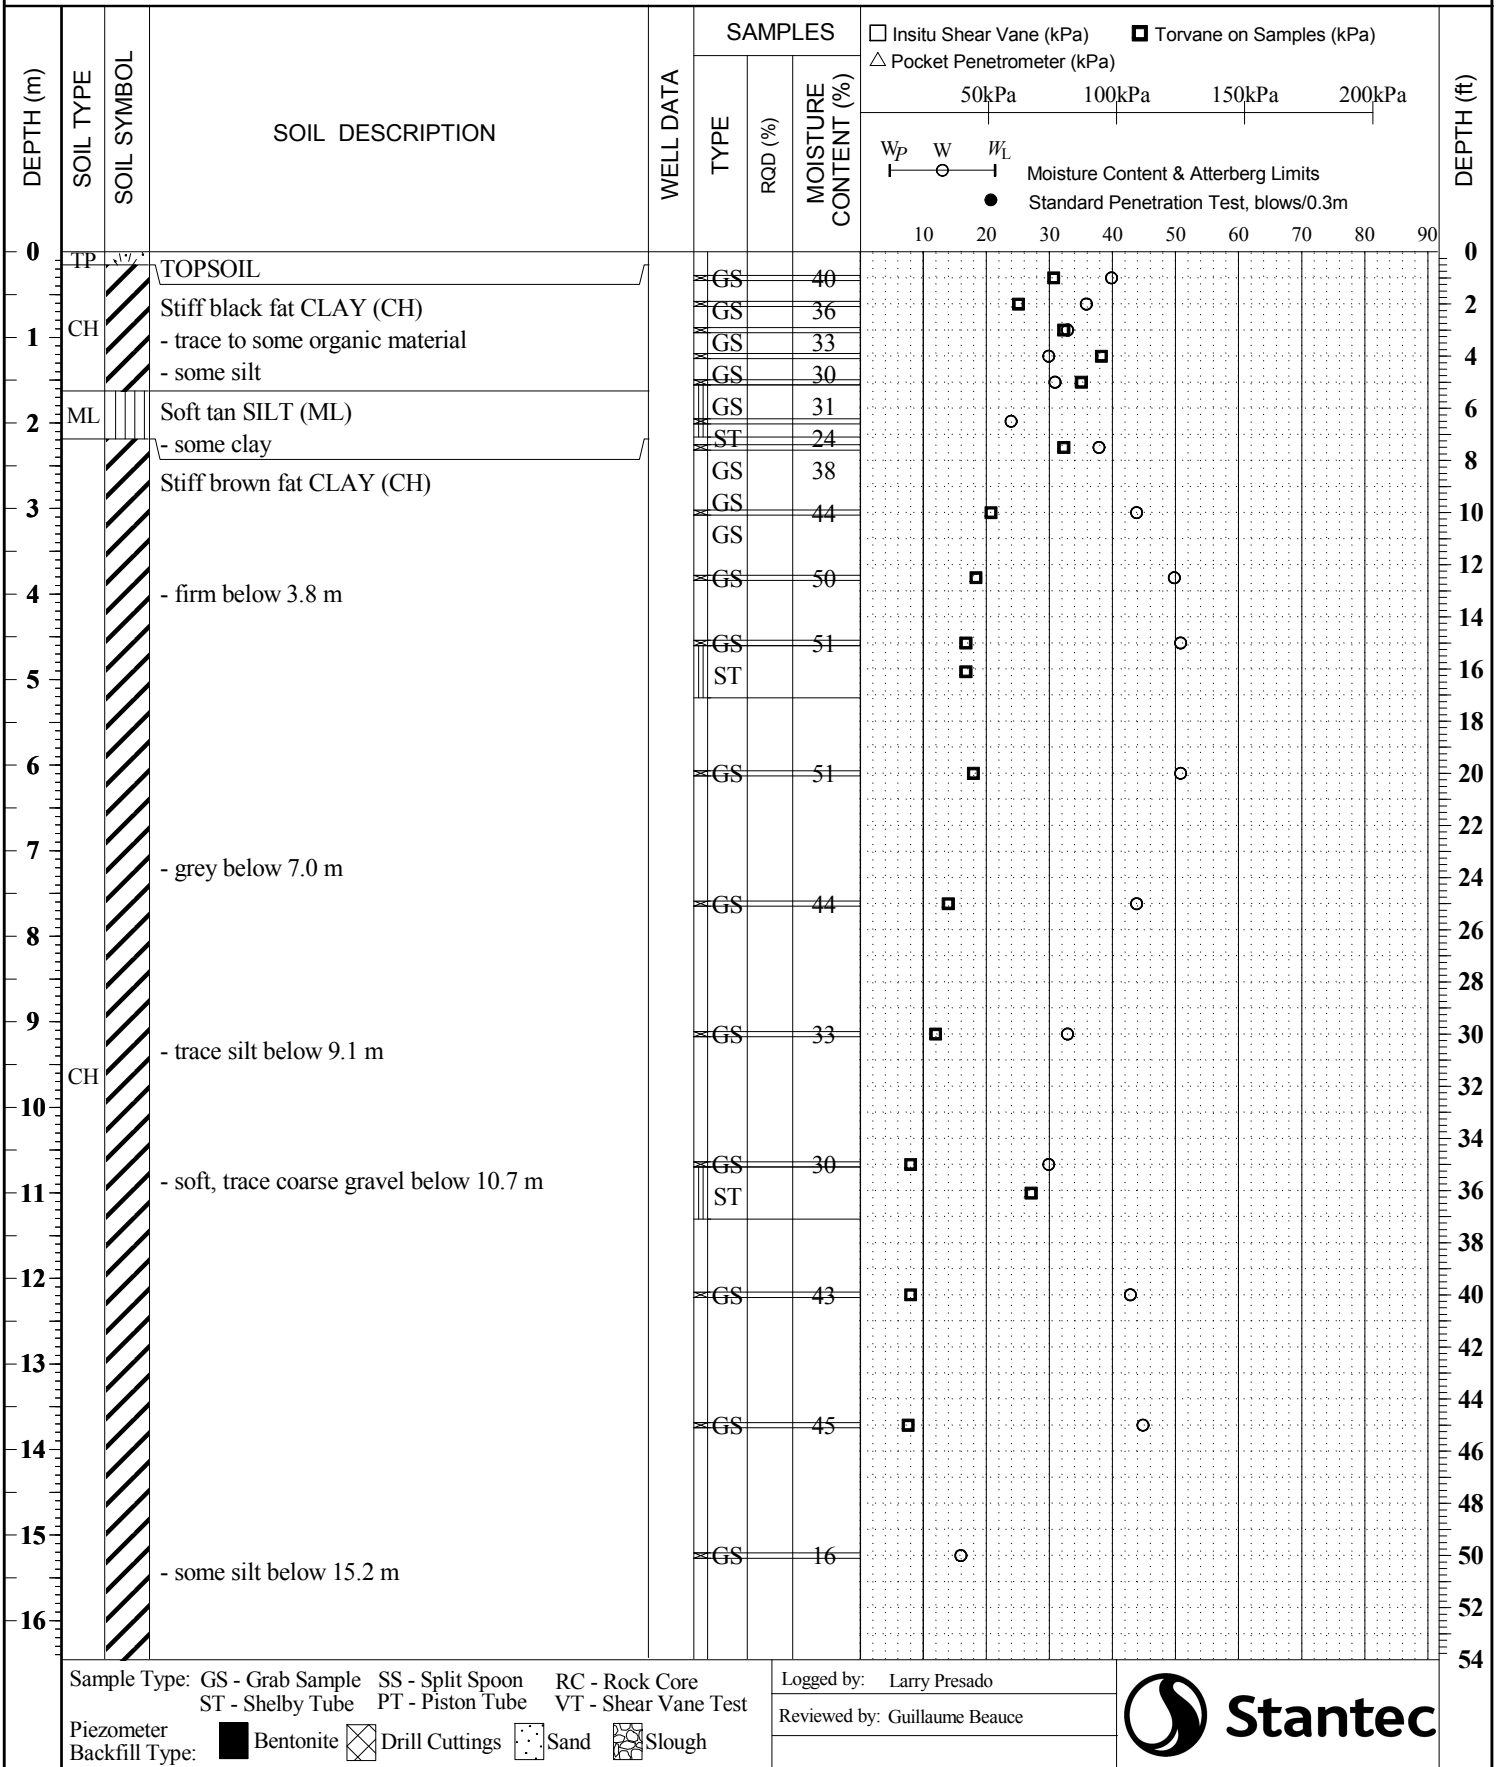 DEPTH (m)
SOIL TYPE
SOIL SYMBOL
SOIL DESCRIPTION
WELL DATA
SAMPLES
TYPE
RQD (%)
MOISTURE CONTENT (%)
Insitu Shear Vane (kPa) Torvane on Samples (kPa)
Pocket Penetrometer (kPa)
50kPa 100kPa 150kPa 200kPa
WP W WL
Moisture Content & Atterberg Limits
Standard Penetration Test, blows/0.3m
10 20 30 40 50 60 70 80 90
DEPTH (ft)
0 TP TOPSOIL 0
GS 40
Stiff black fat CLAY (CH) GS 36 2
1 CH - trace to some organic material GS 33
4
- some silt GS 30
ML Soft tan SILT (ML) GS 31 6
2 - some clay ST 24
8
Stiff brown fat CLAY (CH) GS 38
GS
3 44 10
GS
GS 50 12
4 - firm below 3.8 m
14
GS 51
5 ST 16
18
6 GS 51 20
22
7 - grey below 7.0 m
24
GS 44
8 26
28
9 GS 33 30
- trace silt below 9.1 m
CH 32
10
34
GS 30
11 - soft, trace coarse gravel below 10.7 m ST 36
38
12 GS 43 40
42
13
44
GS 45
14 46
48
15
GS 16 50
- some silt below 15.2 m
16 52
54
Sample Type: GS - Grab Sample SS - Split Spoon RC - Rock Core
ST - Shelby Tube PT - Piston Tube VT - Shear Vane Test
Piezometer
Backfill Type: Bentonite Drill Cuttings Sand Slough
Logged by: Larry Presado
Reviewed by: Guillaume Beauce
Stantec